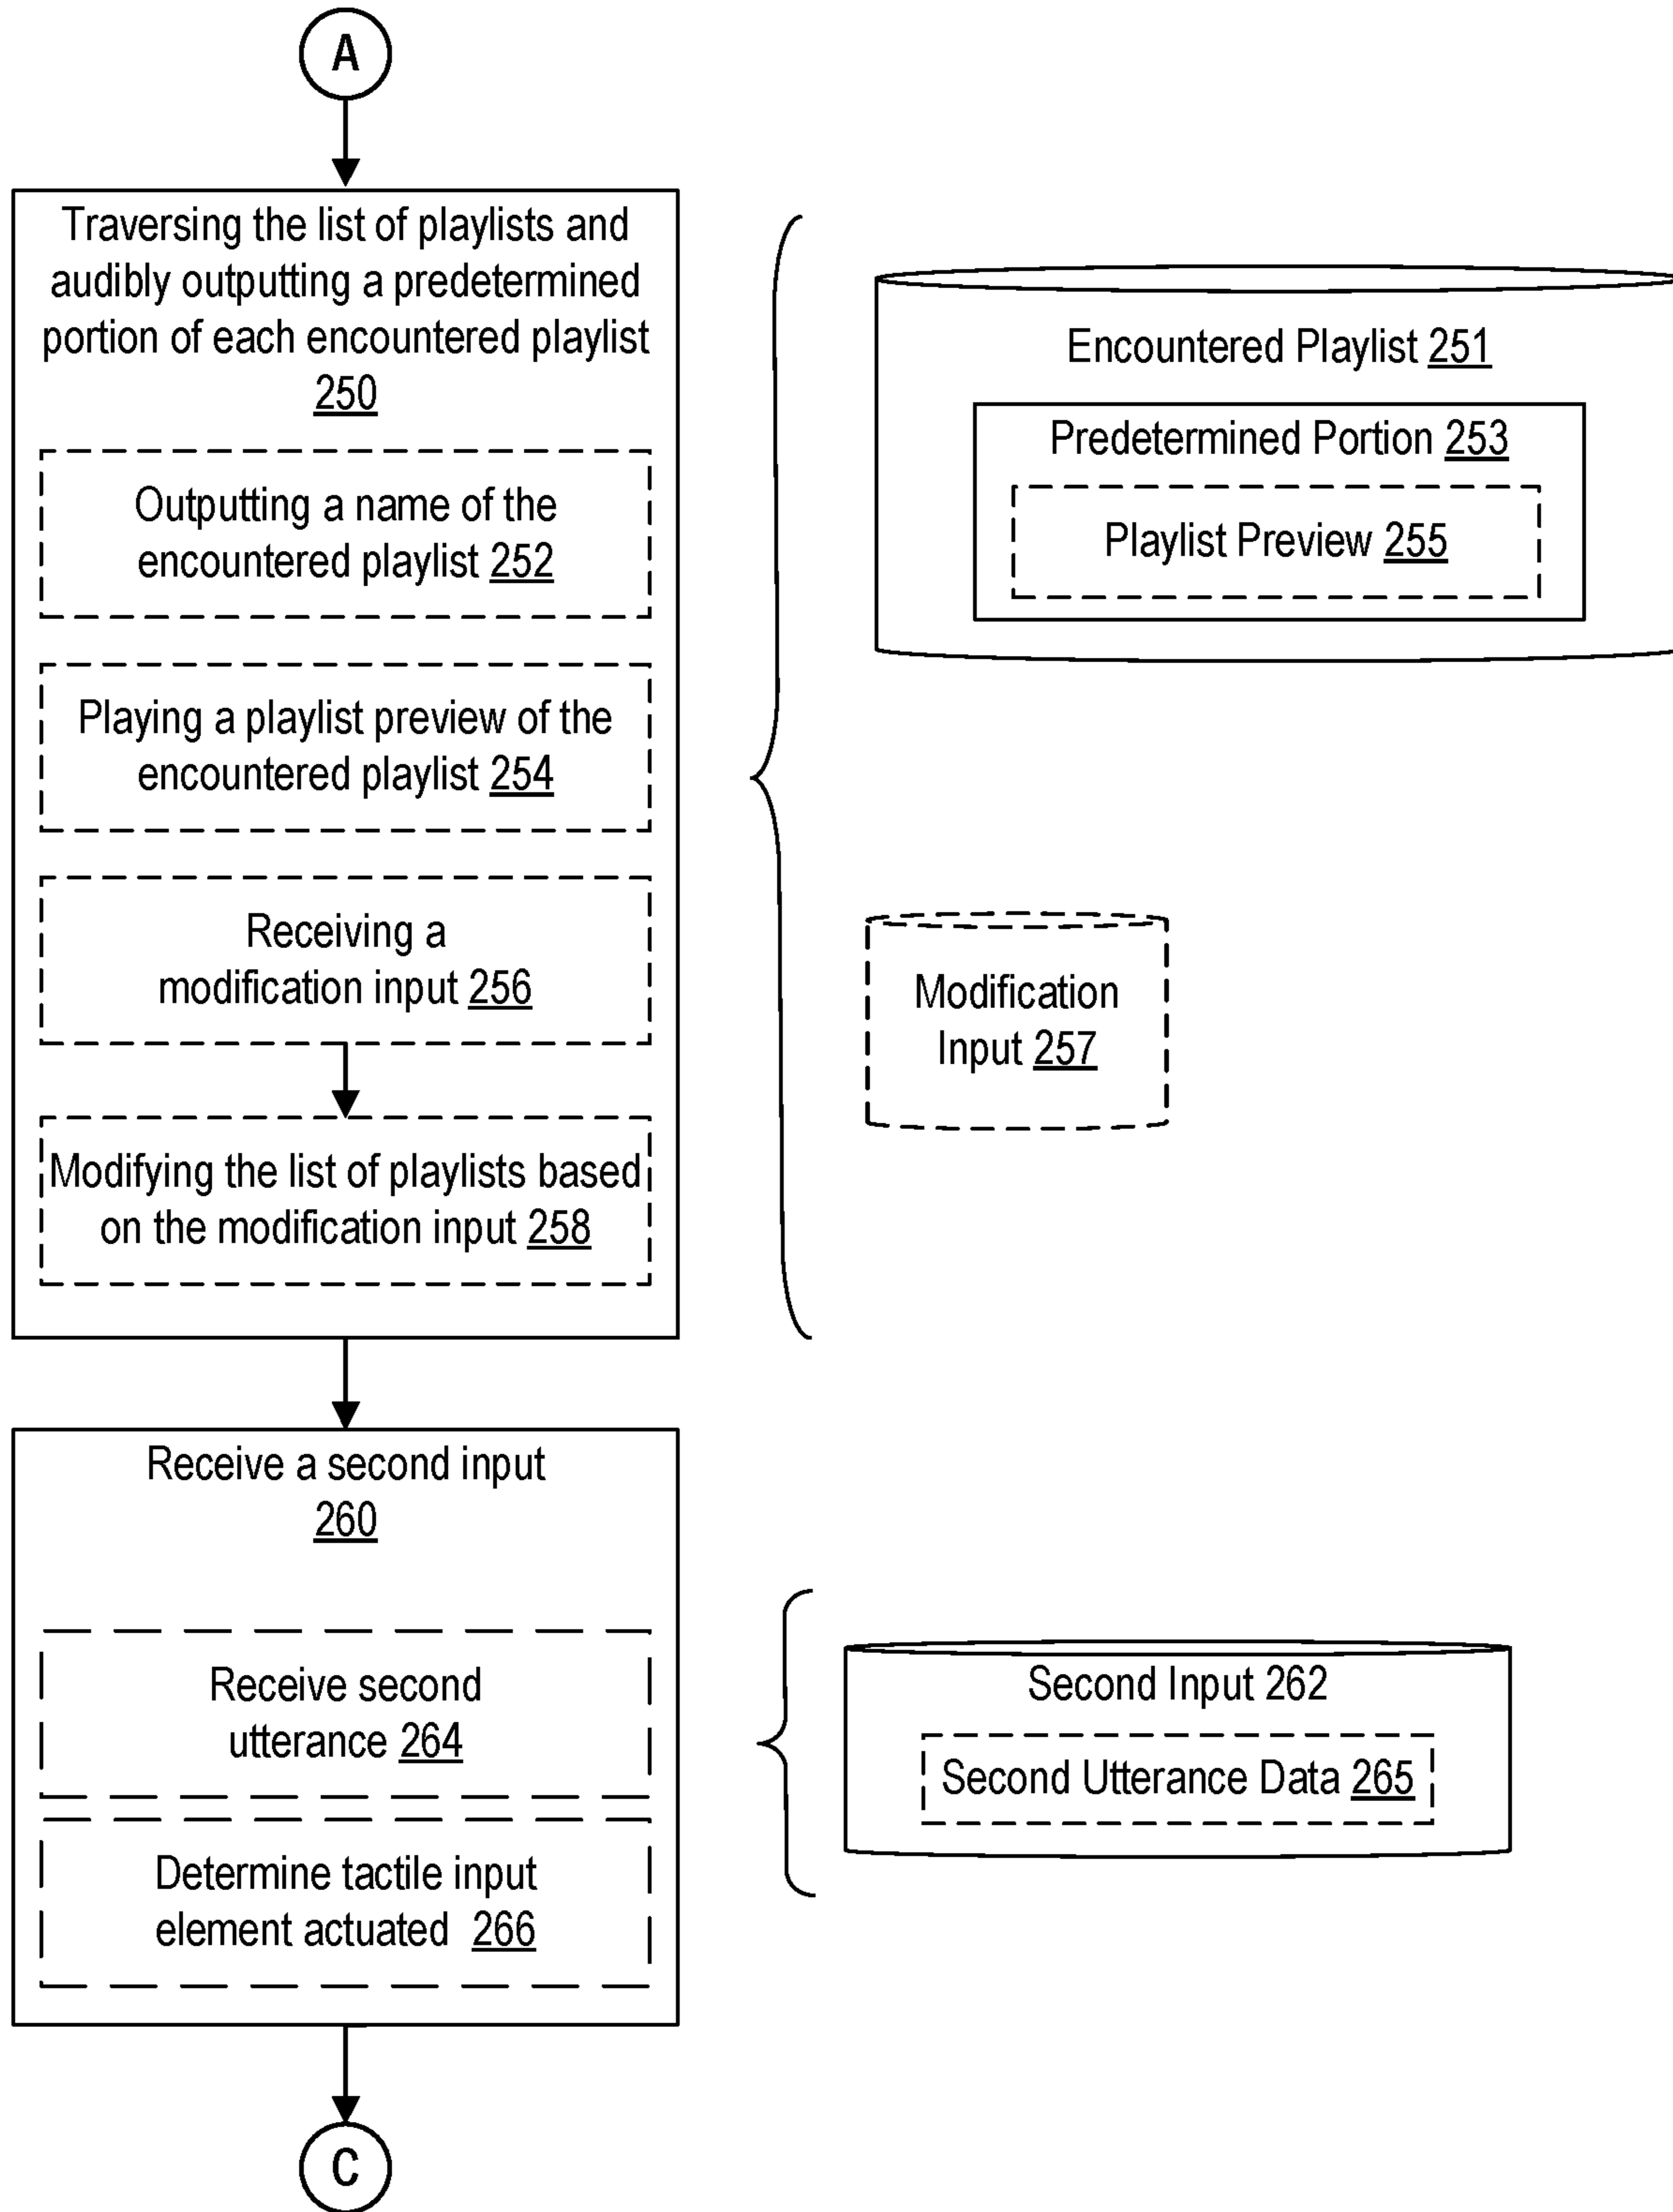 A
Traversing the list of playlists and
audibly outputting a predetermined
portion of each encountered playlist
250
Outputting a name of the
encountered playlist 252
Playing a playlist preview of the
encountered playlist 254
Receiving a
modification input 256
Modifying the list of playlists based
on the modification input 258
Encountered Playlist 251
Predetermined Portion 253
Playlist Preview 255
Modification
Input 257
Receive a second input
260
Receive second
utterance 264
Determine tactile input
element actuated 266
Second Input 262
Second Utterance Data 265
C